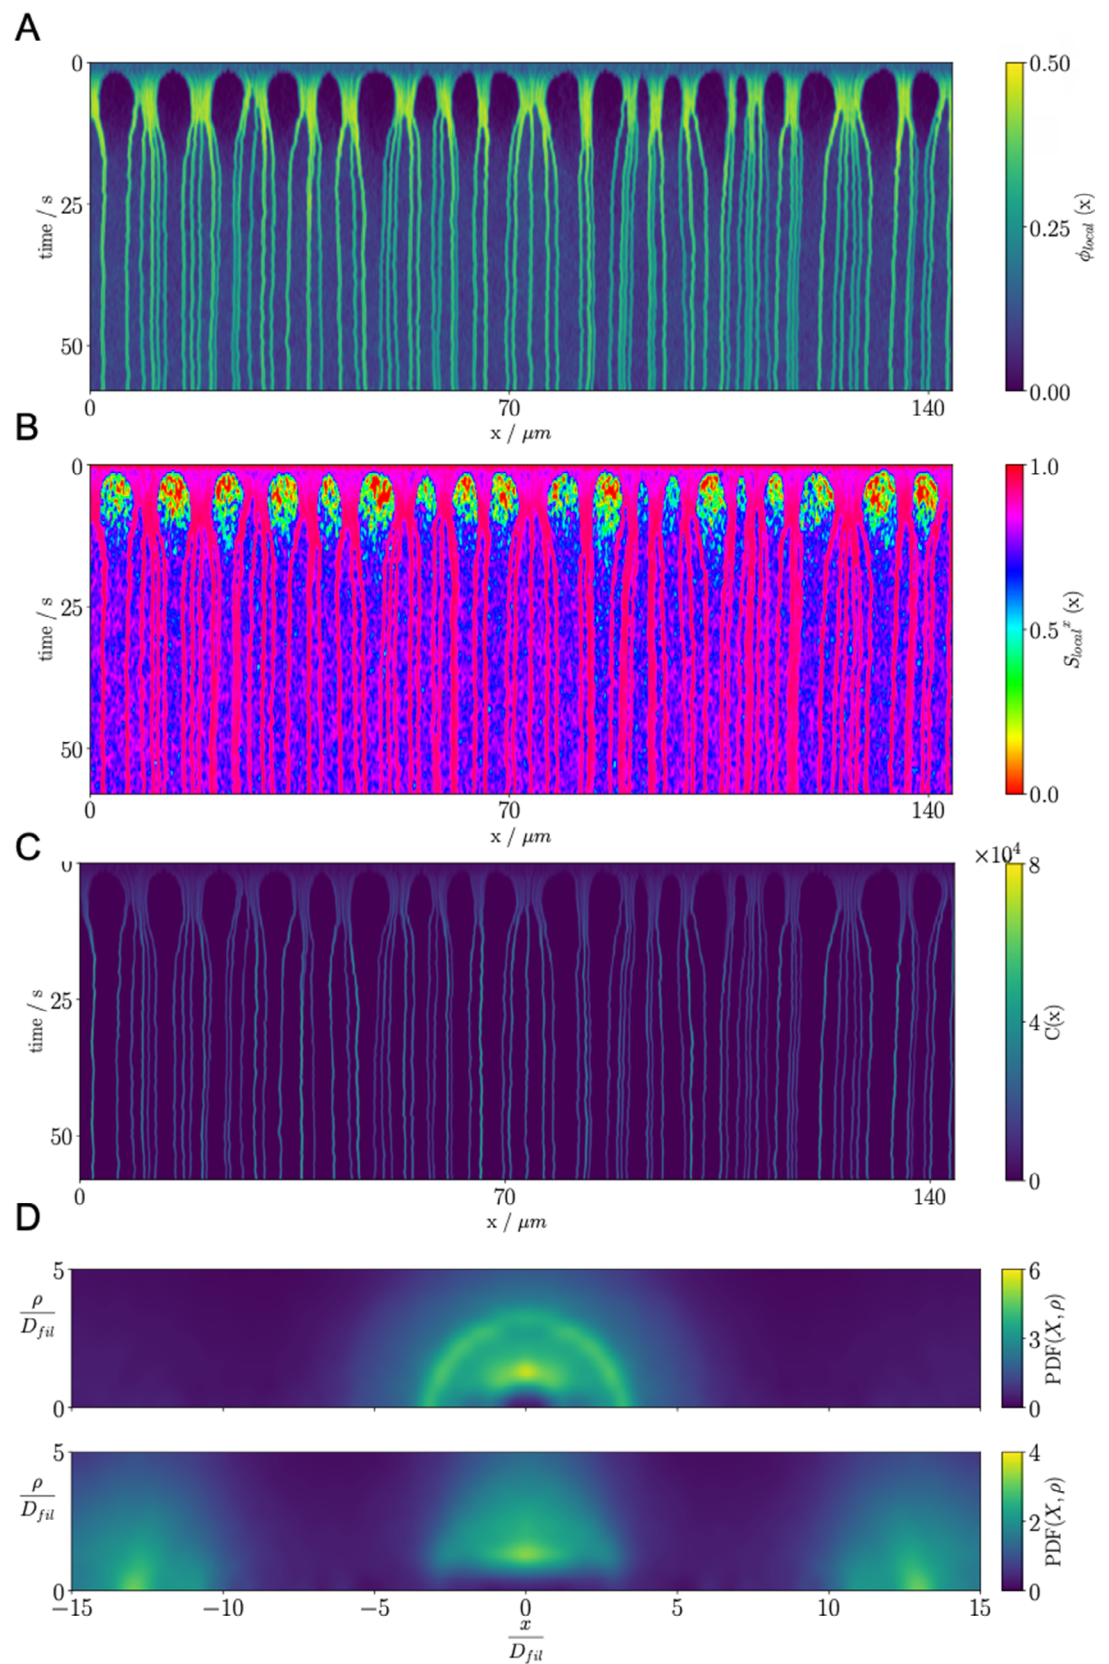 A
0
25
50
time / s
0
70
140
x / μm
0.50
0.25
0.00
ϕlocal (x)
B
0
25
50
time / s
0
70
140
x / μm
1.0
0.5
0.0
Slocal^x (x)
C
0
25
50
time / s
0
70
140
x / μm
×10⁴
8
4
0
C(x)
D
5
0
ρ
Dfil
6
3
0
PDF(X, ρ)
5
0
ρ
Dfil
−15
−10
−5
0
5
10
15
x
Dfil
4
2
0
PDF(X, ρ)